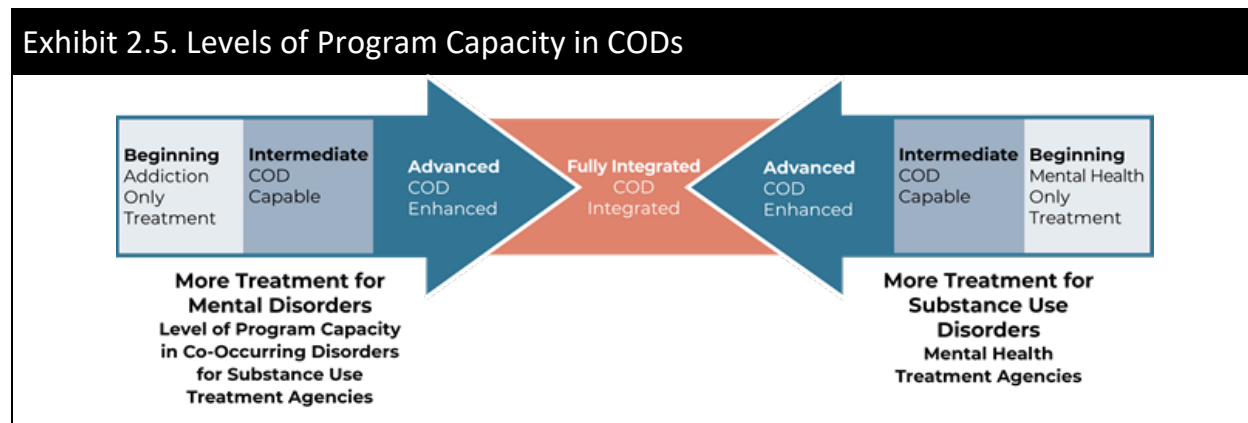 Exhibit 2.5. Levels of Program Capacity in CODs
Beginning
Addiction
Only
Treatment
Intermediate
COD
Capable
Advanced
COD
Enhanced
Fully Integrated
COD
Integrated
Advanced
COD
Enhanced
Intermediate
COD
Capable
Beginning
Mental Health
Only
Treatment
More Treatment for
Mental Disorders
Level of Program Capacity
in Co-Occurring Disorders
for Substance Use
Treatment Agencies
More Treatment for
Substance Use
Disorders
Mental Health
Treatment Agencies